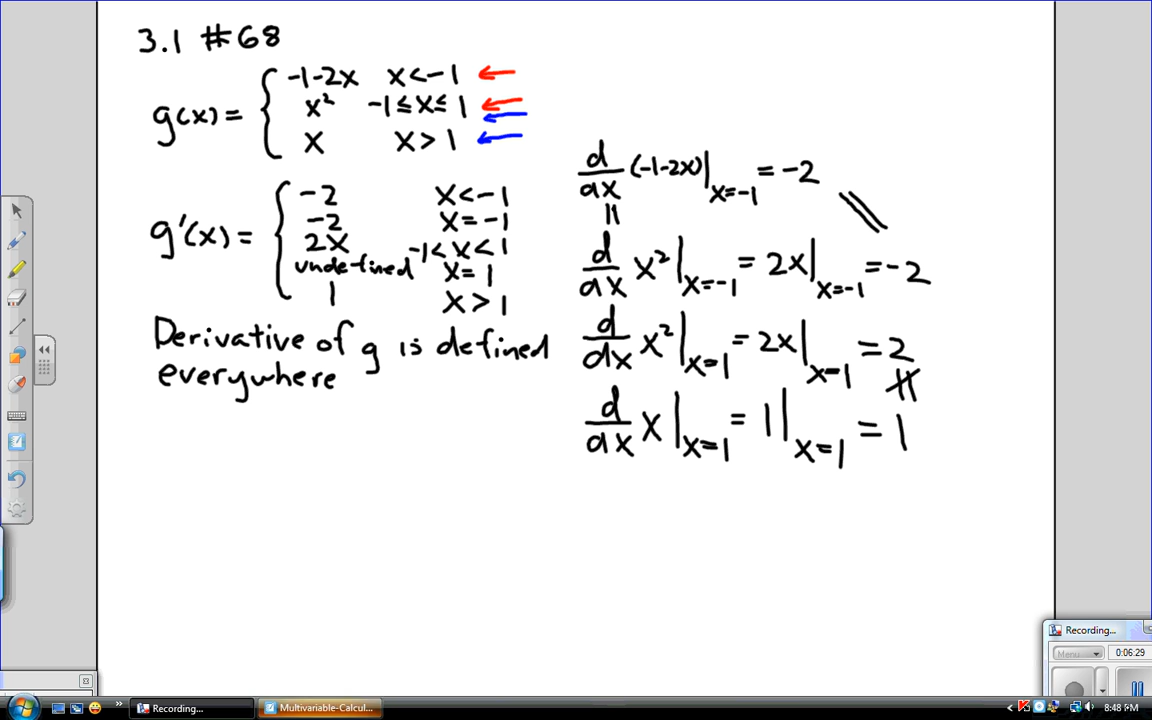 3.1 #68
g(x) = { -1-2x x<-1
x² -1≤x≤1
x x>1
g'(x) = { -2 x<-1
-2 x=-1
2x -1<x<1
undefined x=1
1 x>1
Derivative of g is defined
everywhere
d/dx (-1-2x)|x=-1 = -2
||
d/dx x²|x=-1 = 2x|x=-1 = -2
d/dx x²|x=1 = 2x|x=1 = 2
d/dx x|x=1 = 1|x=1 = 1
Recording...
Menu
0:06:29
Recording...
Multivariable-Calcul...
8:48 PM